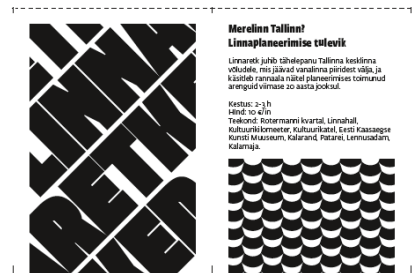 LINNA
RETKED
Merelinn Tallinn?
Linnaplaneerimise tulevik
Linnaretk juhib tähelepanu Tallinna kesklinna
võludele, mis jäävad vanalinna piiridest välja, ja
käsitleb rannaala näitel planeerimises toimunud
arenguid viimase 20 aasta jooksul.
Kestus: 2-3 h
Hind: 10 €/in
Teekond: Rotermanni kvartal, Linnahall,
Kultuurikilomeeter, Kultuurikatel, Eesti Kaasaegse
Kunsti Muuseum, Kalarand, Patarei, Lennusadam,
Kalamaja.